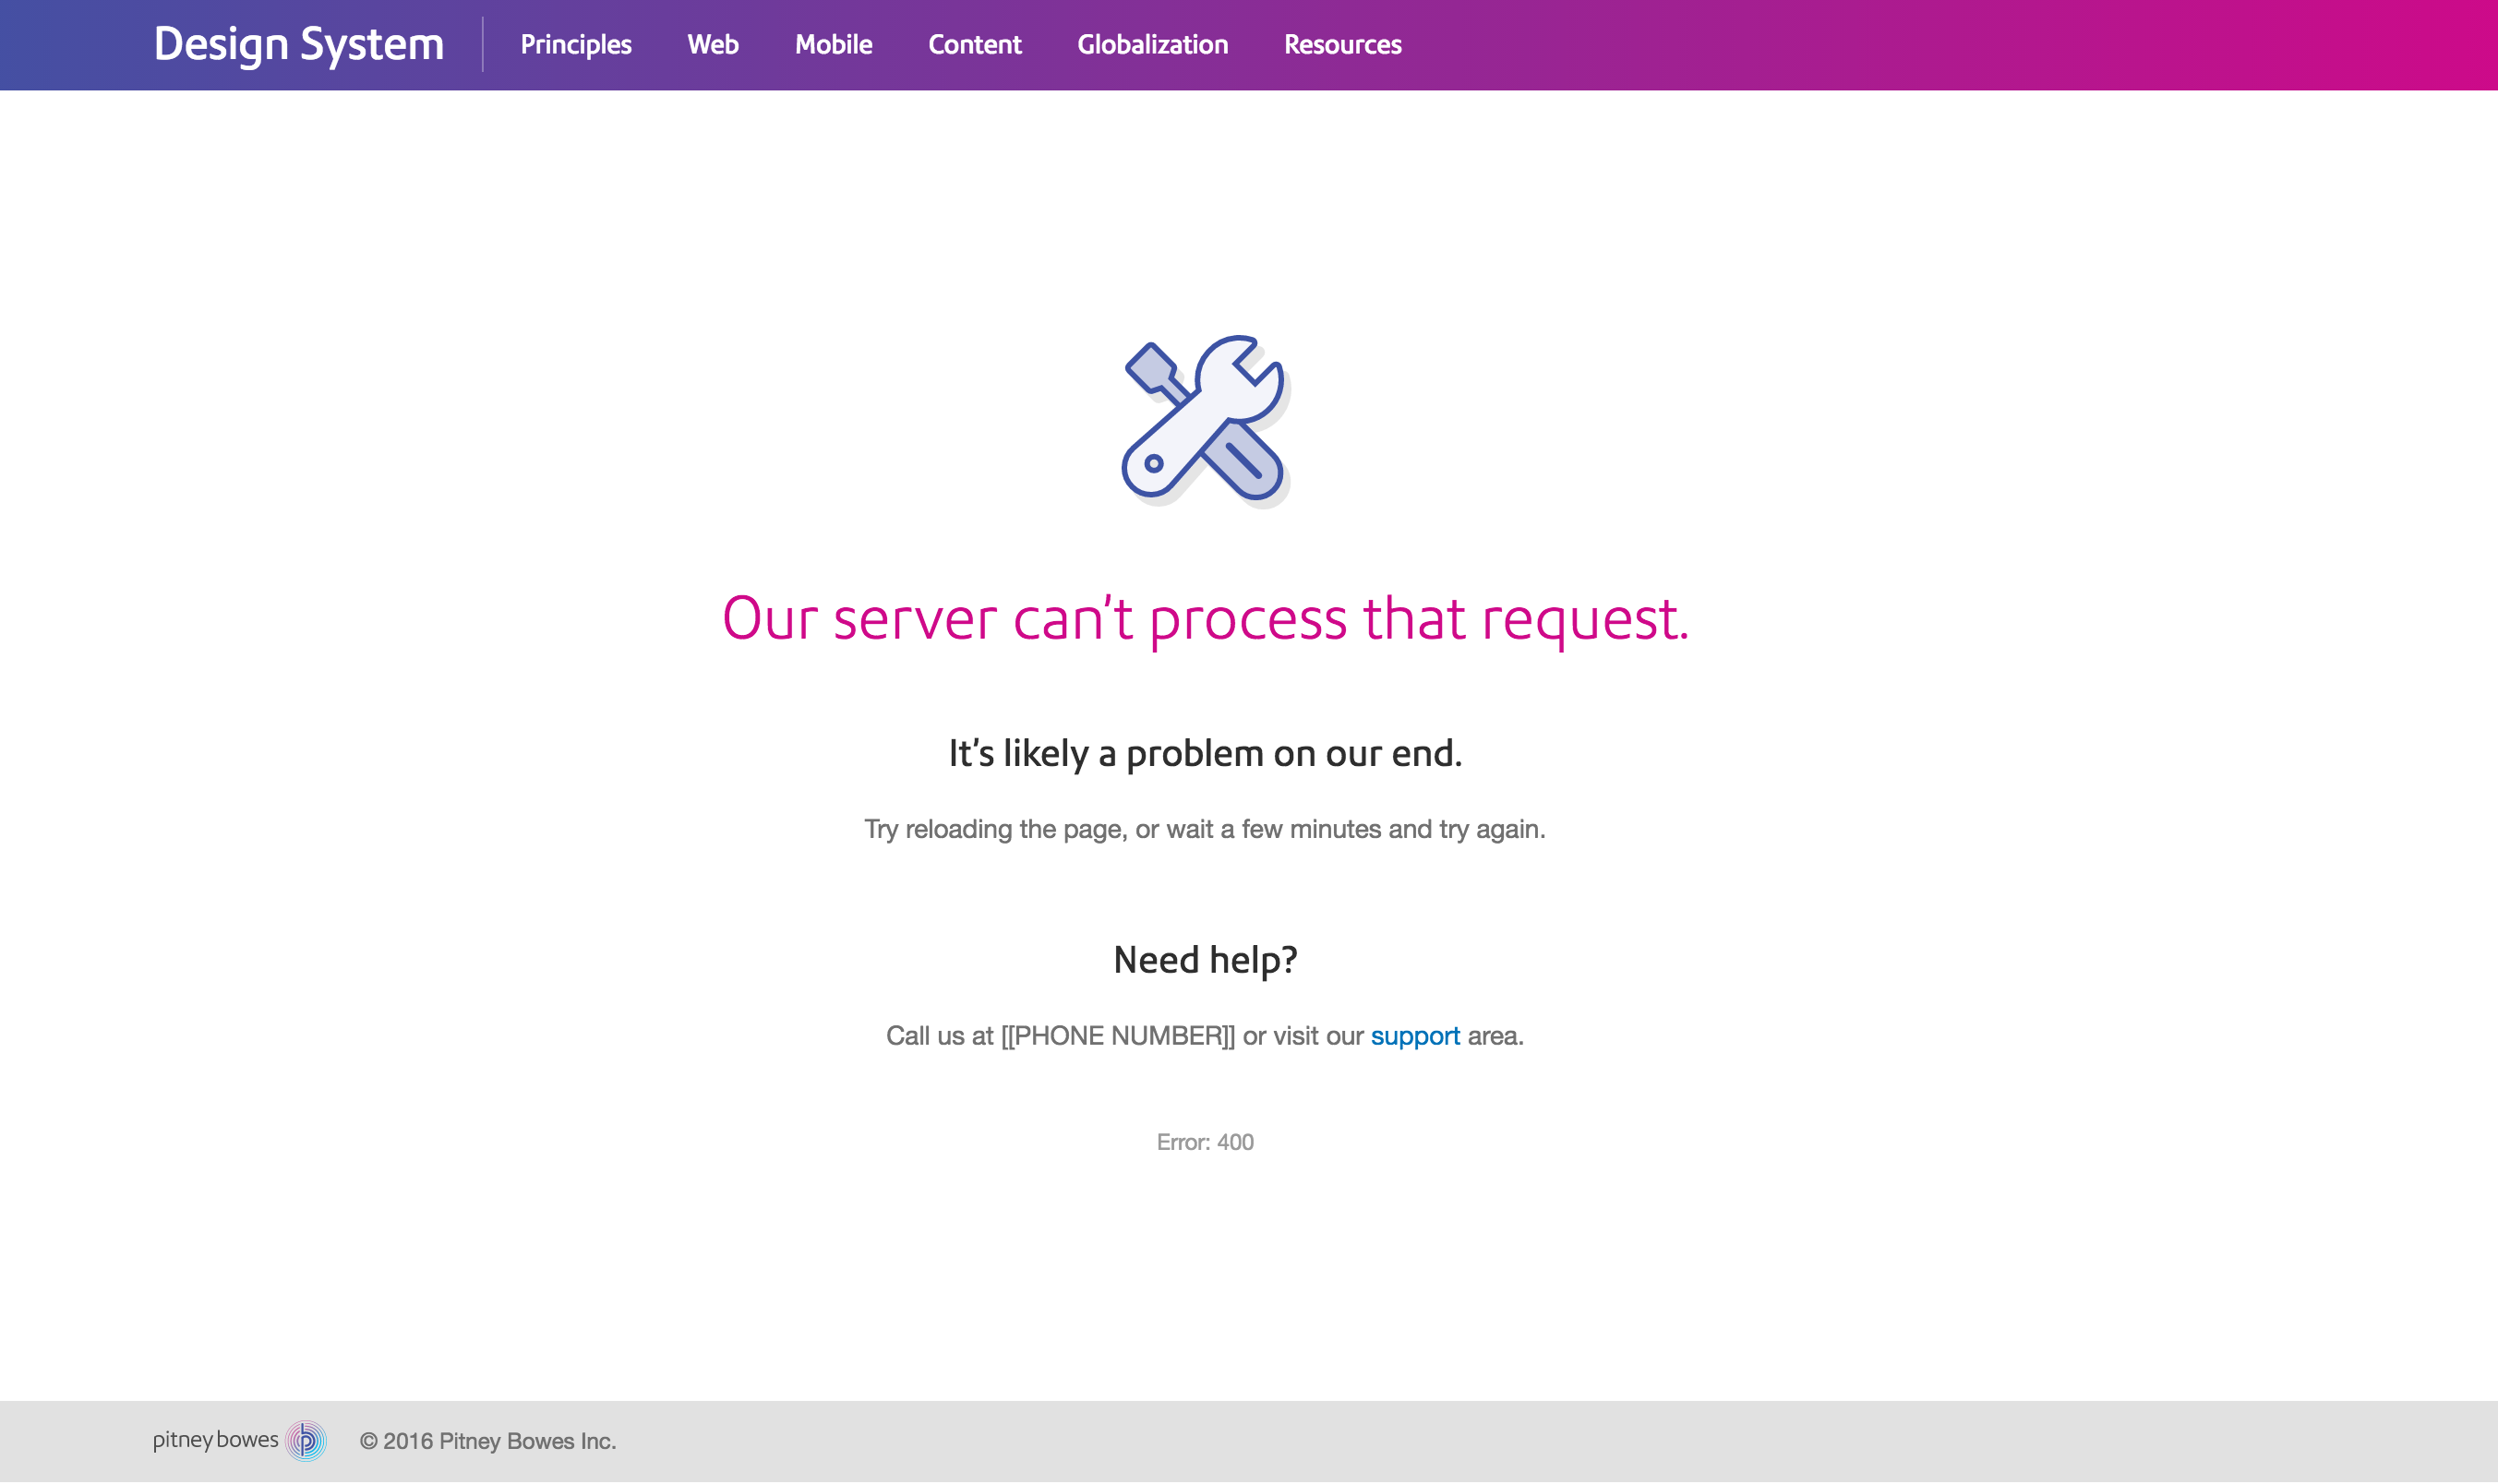 Design System
Principles Web Mobile Content Globalization Resources
Our server can’t process that request.
It’s likely a problem on our end.
Try reloading the page, or wait a few minutes and try again.
Need help?
Call us at [[PHONE NUMBER]] or visit our support area.
Error: 400
pitney bowes © 2016 Pitney Bowes Inc.